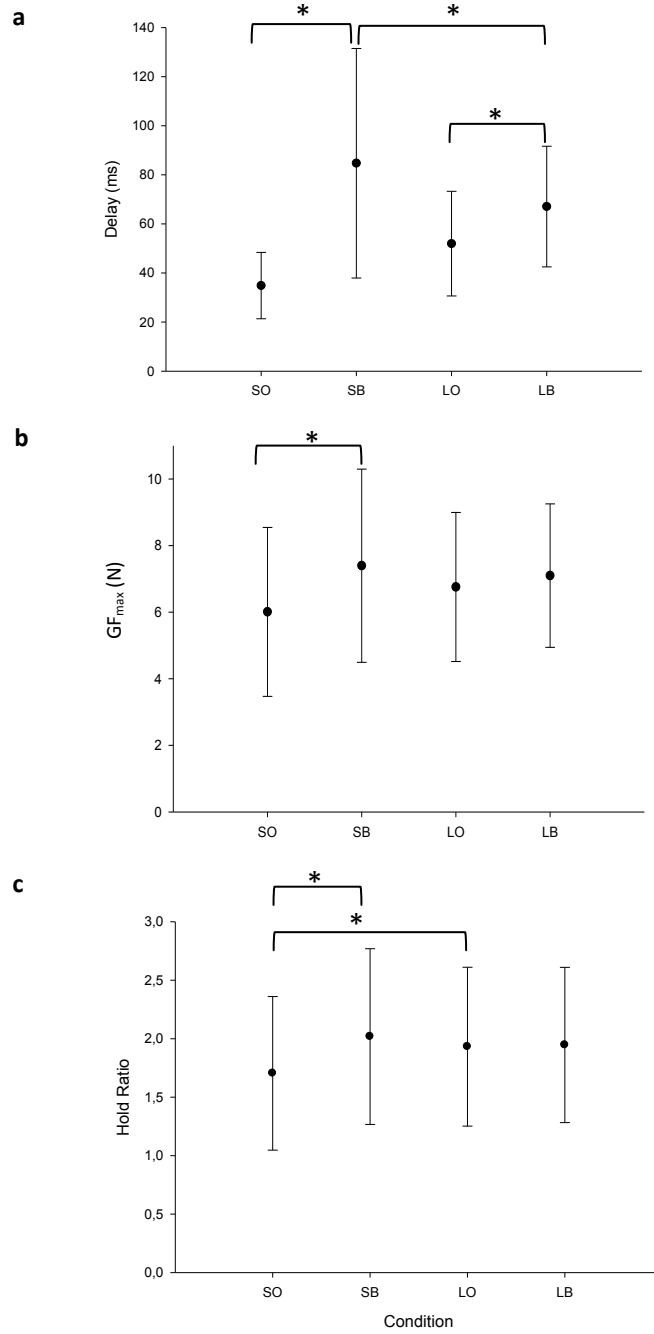 a
*
*
*
140
120
100
80
60
40
20
0
Delay (ms)
SO SB LO LB
b
*
10
8
6
4
2
0
GFmax (N)
SO SB LO LB
c
*
*
3,0
2,5
2,0
1,5
1,0
0,5
0,0
Hold Ratio
SO SB LO LB
Condition